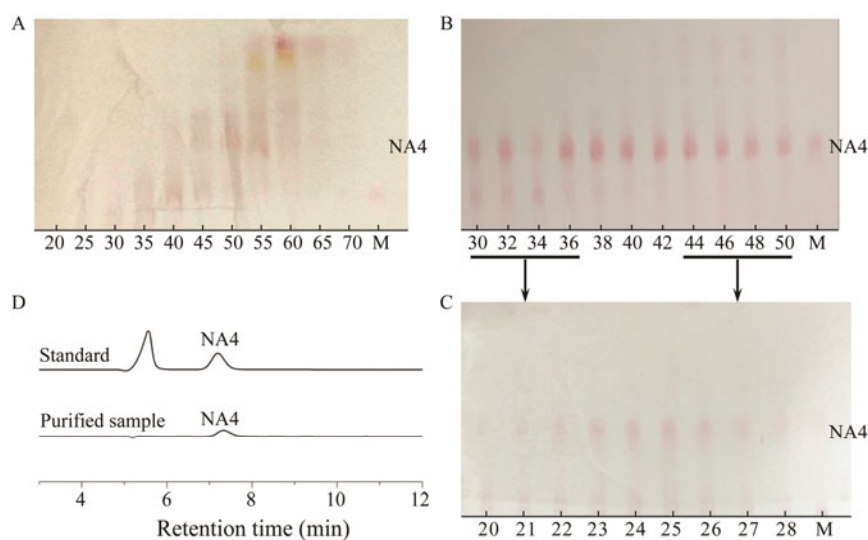 A
NA4
20 25 30 35 40 45 50 55 60 65 70 M
B
NA4
30 32 34 36 38 40 42 44 46 48 50 M
D
Standard
NA4
Purified sample
NA4
4 6 8 10 12
Retention time (min)
C
NA4
20 21 22 23 24 25 26 27 28 M